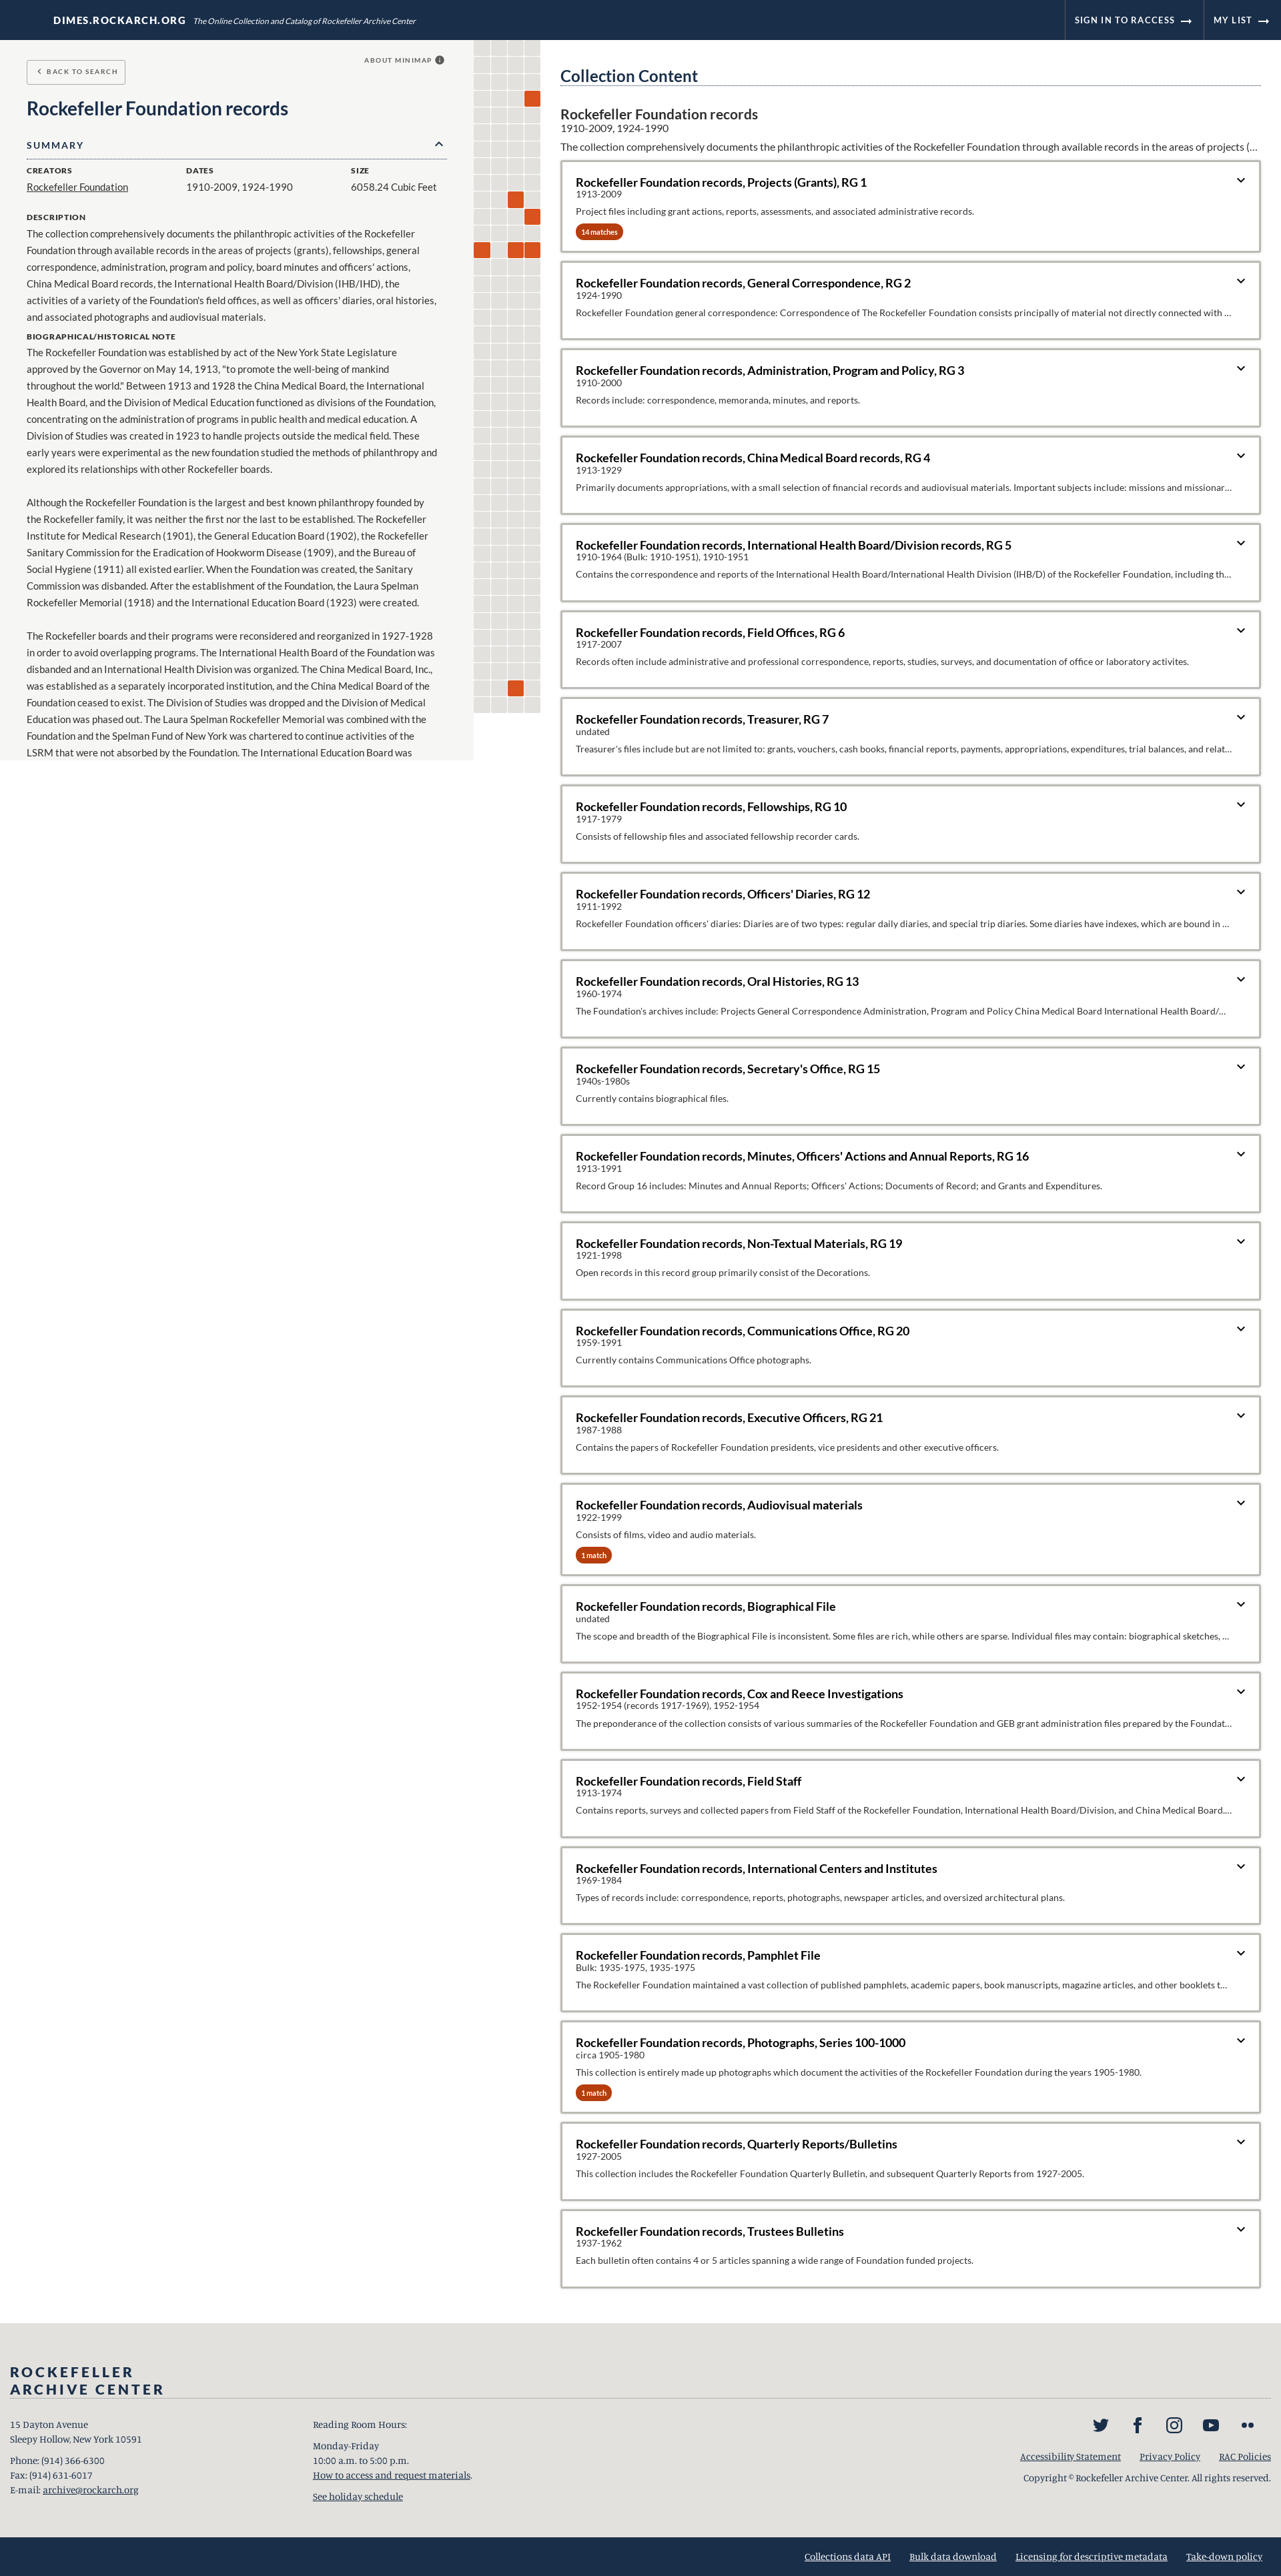 DIMES.ROCKARCH.ORG The Online Collection and Catalog of Rockefeller Archive Center
SIGN IN TO RACCESS
MY LIST
BACK TO SEARCH
ABOUT MINIMAP
Rockefeller Foundation records
SUMMARY
CREATORS
Rockefeller Foundation
DATES
1910-2009, 1924-1990
SIZE
6058.24 Cubic Feet
DESCRIPTION
The collection comprehensively documents the philanthropic activities of the Rockefeller
Foundation through available records in the areas of projects (grants), fellowships, general
correspondence, administration, program and policy, board minutes and officers' actions,
China Medical Board records, the International Health Board/Division (IHB/IHD), the
activities of a variety of the Foundation's field offices, as well as officers' diaries, oral histories,
and associated photographs and audiovisual materials.
BIOGRAPHICAL/HISTORICAL NOTE
The Rockefeller Foundation was established by act of the New York State Legislature
approved by the Governor on May 14, 1913, "to promote the well-being of mankind
throughout the world." Between 1913 and 1928 the China Medical Board, the International
Health Board, and the Division of Medical Education functioned as divisions of the Foundation,
concentrating on the administration of programs in public health and medical education. A
Division of Studies was created in 1923 to handle projects outside the medical field. These
early years were experimental as the new foundation studied the methods of philanthropy and
explored its relationships with other Rockefeller boards.
Although the Rockefeller Foundation is the largest and best known philanthropy founded by
the Rockefeller family, it was neither the first nor the last to be established. The Rockefeller
Institute for Medical Research (1901), the General Education Board (1902), the Rockefeller
Sanitary Commission for the Eradication of Hookworm Disease (1909), and the Bureau of
Social Hygiene (1911) all existed earlier. When the Foundation was created, the Sanitary
Commission was disbanded. After the establishment of the Foundation, the Laura Spelman
Rockefeller Memorial (1918) and the International Education Board (1923) were created.
The Rockefeller boards and their programs were reconsidered and reorganized in 1927-1928
in order to avoid overlapping programs. The International Health Board of the Foundation was
disbanded and an International Health Division was organized. The China Medical Board, Inc.,
was established as a separately incorporated institution, and the China Medical Board of the
Foundation ceased to exist. The Division of Studies was dropped and the Division of Medical
Education was phased out. The Laura Spelman Rockefeller Memorial was combined with the
Foundation and the Spelman Fund of New York was chartered to continue activities of the
LSRM that were not absorbed by the Foundation. The International Education Board was
Collection Content
Rockefeller Foundation records
1910-2009, 1924-1990
The collection comprehensively documents the philanthropic activities of the Rockefeller Foundation through available records in the areas of projects (…
Rockefeller Foundation records, Projects (Grants), RG 1
1913-2009
Project files including grant actions, reports, assessments, and associated administrative records.
14 matches
Rockefeller Foundation records, General Correspondence, RG 2
1924-1990
Rockefeller Foundation general correspondence: Correspondence of The Rockefeller Foundation consists principally of material not directly connected with …
Rockefeller Foundation records, Administration, Program and Policy, RG 3
1910-2000
Records include: correspondence, memoranda, minutes, and reports.
Rockefeller Foundation records, China Medical Board records, RG 4
1913-1929
Primarily documents appropriations, with a small selection of financial records and audiovisual materials. Important subjects include: missions and missionar…
Rockefeller Foundation records, International Health Board/Division records, RG 5
1910-1964 (Bulk: 1910-1951), 1910-1951
Contains the correspondence and reports of the International Health Board/International Health Division (IHB/D) of the Rockefeller Foundation, including th…
Rockefeller Foundation records, Field Offices, RG 6
1917-2007
Records often include administrative and professional correspondence, reports, studies, surveys, and documentation of office or laboratory activites.
Rockefeller Foundation records, Treasurer, RG 7
undated
Treasurer's files include but are not limited to: grants, vouchers, cash books, financial reports, payments, appropriations, expenditures, trial balances, and relat…
Rockefeller Foundation records, Fellowships, RG 10
1917-1979
Consists of fellowship files and associated fellowship recorder cards.
Rockefeller Foundation records, Officers' Diaries, RG 12
1911-1992
Rockefeller Foundation officers' diaries: Diaries are of two types: regular daily diaries, and special trip diaries. Some diaries have indexes, which are bound in …
Rockefeller Foundation records, Oral Histories, RG 13
1960-1974
The Foundation's archives include: Projects General Correspondence Administration, Program and Policy China Medical Board International Health Board/…
Rockefeller Foundation records, Secretary's Office, RG 15
1940s-1980s
Currently contains biographical files.
Rockefeller Foundation records, Minutes, Officers' Actions and Annual Reports, RG 16
1913-1991
Record Group 16 includes: Minutes and Annual Reports; Officers' Actions; Documents of Record; and Grants and Expenditures.
Rockefeller Foundation records, Non-Textual Materials, RG 19
1921-1998
Open records in this record group primarily consist of the Decorations.
Rockefeller Foundation records, Communications Office, RG 20
1959-1991
Currently contains Communications Office photographs.
Rockefeller Foundation records, Executive Officers, RG 21
1987-1988
Contains the papers of Rockefeller Foundation presidents, vice presidents and other executive officers.
Rockefeller Foundation records, Audiovisual materials
1922-1999
Consists of films, video and audio materials.
1 match
Rockefeller Foundation records, Biographical File
undated
The scope and breadth of the Biographical File is inconsistent. Some files are rich, while others are sparse. Individual files may contain: biographical sketches, …
Rockefeller Foundation records, Cox and Reece Investigations
1952-1954 (records 1917-1969), 1952-1954
The preponderance of the collection consists of various summaries of the Rockefeller Foundation and GEB grant administration files prepared by the Foundat…
Rockefeller Foundation records, Field Staff
1913-1974
Contains reports, surveys and collected papers from Field Staff of the Rockefeller Foundation, International Health Board/Division, and China Medical Board.…
Rockefeller Foundation records, International Centers and Institutes
1969-1984
Types of records include: correspondence, reports, photographs, newspaper articles, and oversized architectural plans.
Rockefeller Foundation records, Pamphlet File
Bulk: 1935-1975, 1935-1975
The Rockefeller Foundation maintained a vast collection of published pamphlets, academic papers, book manuscripts, magazine articles, and other booklets t…
Rockefeller Foundation records, Photographs, Series 100-1000
circa 1905-1980
This collection is entirely made up photographs which document the activities of the Rockefeller Foundation during the years 1905-1980.
1 match
Rockefeller Foundation records, Quarterly Reports/Bulletins
1927-2005
This collection includes the Rockefeller Foundation Quarterly Bulletin, and subsequent Quarterly Reports from 1927-2005.
Rockefeller Foundation records, Trustees Bulletins
1937-1962
Each bulletin often contains 4 or 5 articles spanning a wide range of Foundation funded projects.
ROCKEFELLER
ARCHIVE CENTER
15 Dayton Avenue
Sleepy Hollow, New York 10591
Phone: (914) 366-6300
Fax: (914) 631-6017
E-mail: archive@rockarch.org
Reading Room Hours:
Monday-Friday
10:00 a.m. to 5:00 p.m.
How to access and request materials.
See holiday schedule
Accessibility Statement
Privacy Policy
RAC Policies
Copyright © Rockefeller Archive Center. All rights reserved.
Collections data API
Bulk data download
Licensing for descriptive metadata
Take-down policy